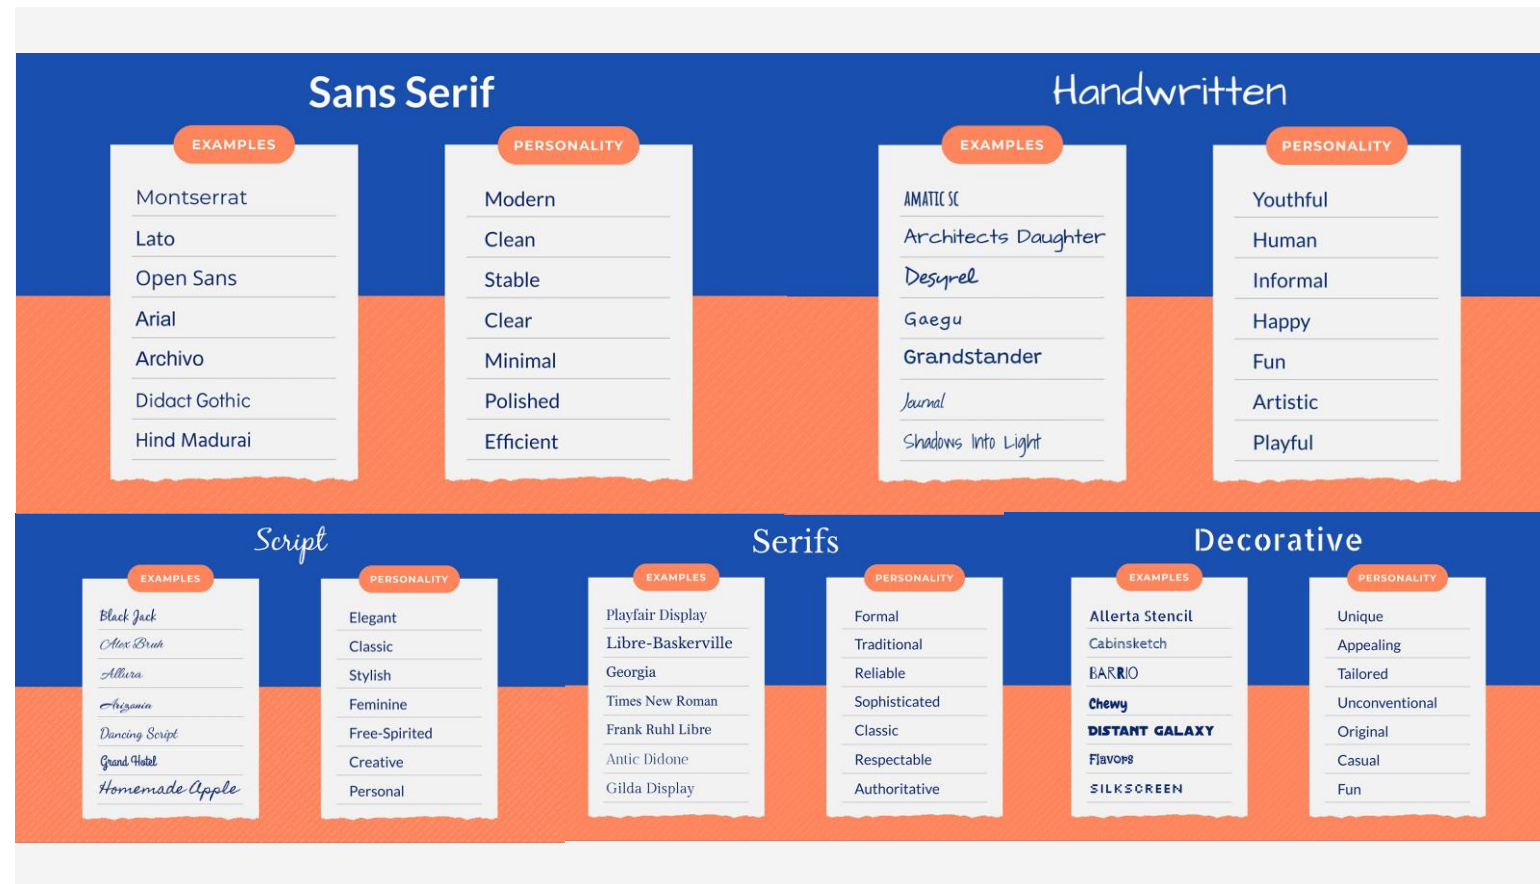 Sans Serif
EXAMPLES
Montserrat
Lato
Open Sans
Arial
Archivo
Didact Gothic
Hind Madurai
PERSONALITY
Modern
Clean
Stable
Clear
Minimal
Polished
Efficient
Handwritten
EXAMPLES
AMATIC SC
Architects Daughter
Desyrel
Gaegu
Grandstander
Journal
Shadows Into Light
PERSONALITY
Youthful
Human
Informal
Happy
Fun
Artistic
Playful
Script
EXAMPLES
Black Jack
Alex Bruh
Allura
Arizonia
Dancing Script
Grand Hotel
Homemade Apple
PERSONALITY
Elegant
Classic
Stylish
Feminine
Free-Spirited
Creative
Personal
Serifs
EXAMPLES
Playfair Display
Libre-Baskerville
Georgia
Times New Roman
Frank Ruhl Libre
Antic Didone
Gilda Display
PERSONALITY
Formal
Traditional
Reliable
Sophisticated
Classic
Respectable
Authoritative
Decorative
EXAMPLES
Allerta Stencil
Cabinsketch
BARRIO
Chewy
DISTANT GALAXY
Flavors
SILKSCREEN
PERSONALITY
Unique
Appealing
Tailored
Unconventional
Original
Casual
Fun